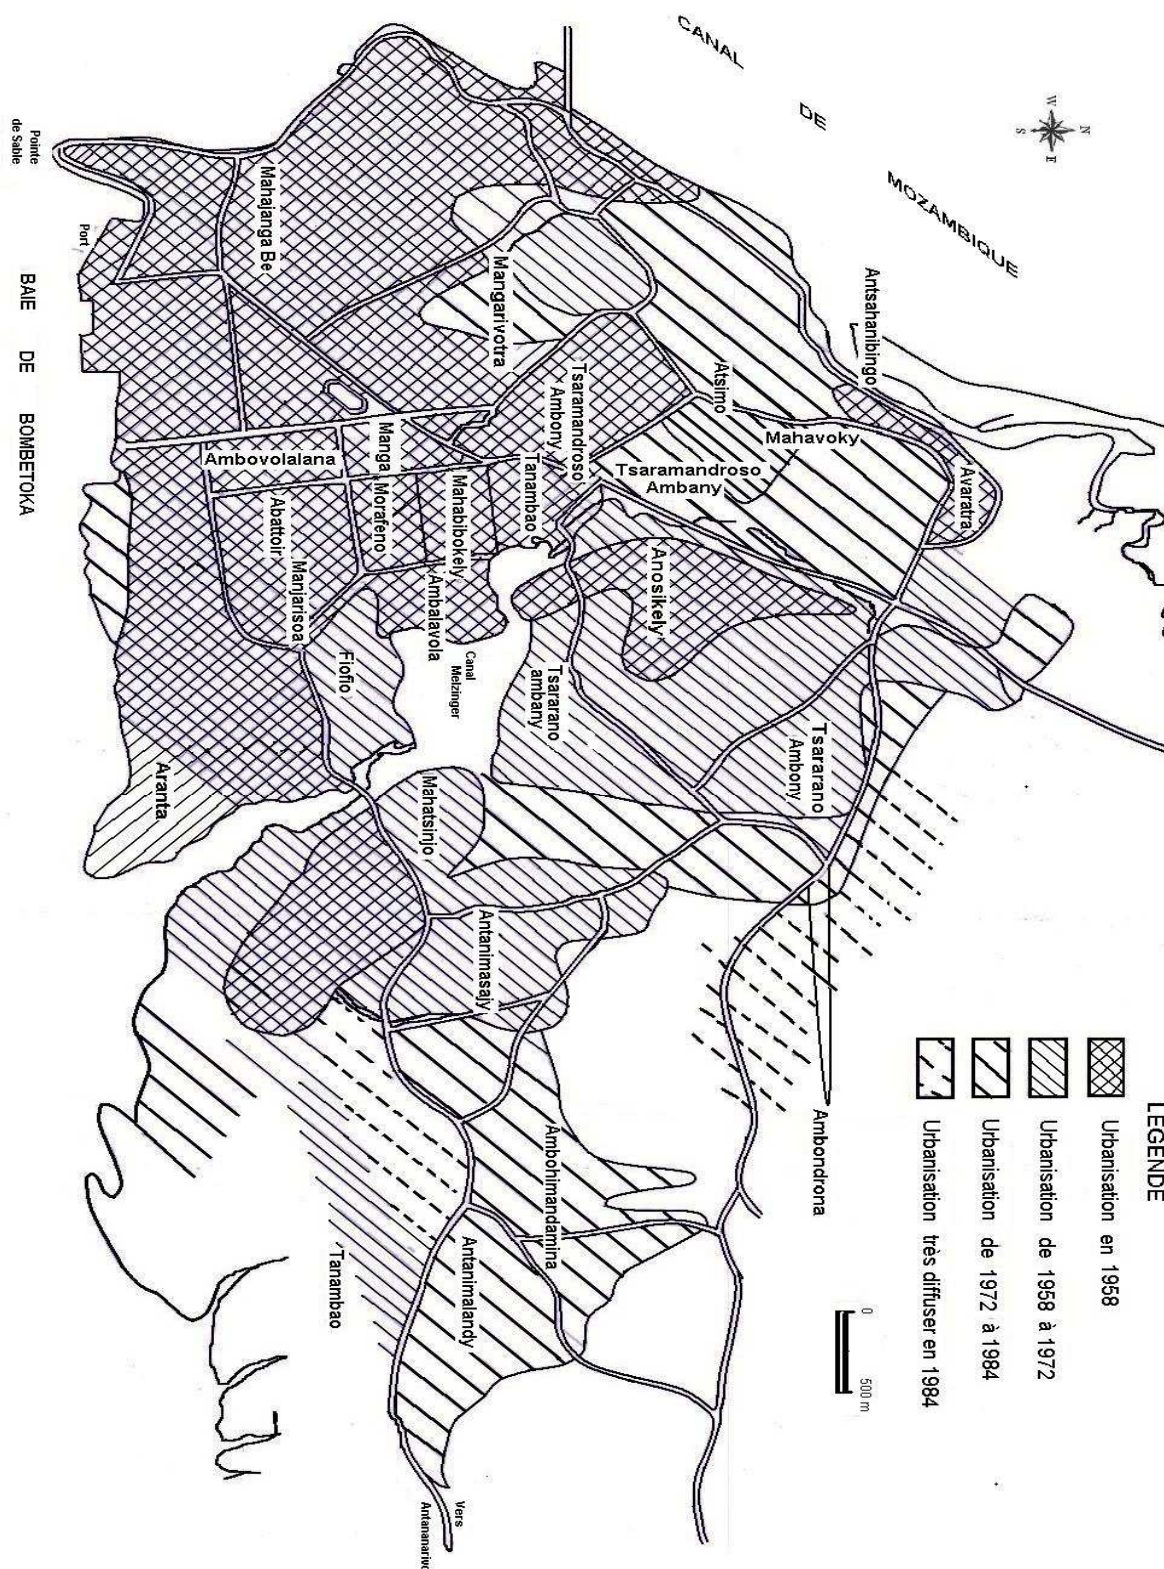 CANAL
DE
MOZAMBIQUE
N
W
E
S
Pointe
de Sable
Port
BAIE DE BOMBETOKA
Mahajanga Be
Mangarivotra
Antsahanibingo
Atsimo
Mahavoky
Avaratra
Tsaramandroso
Ambony
Tsaramandroso
Ambany
Tanambao
Ambovolalana
Manga
Morafeno
Mahabibokely
Abattoir
Manjarisoa
Ambalavola
Anosikely
Fiofio
Canal
Metzinger
Tsararano
ambany
Tsararano
Ambony
Aranta
Mahatsinjo
Antanimasajy
Ambondrona
Ambohimandamina
Antanimalandy
Tanambao
Vers
Antananarivo
LEGENDE
Urbanisation en 1958
Urbanisation de 1958 à 1972
Urbanisation de 1972 à 1984
Urbanisation très diffuser en 1984
0 500 m